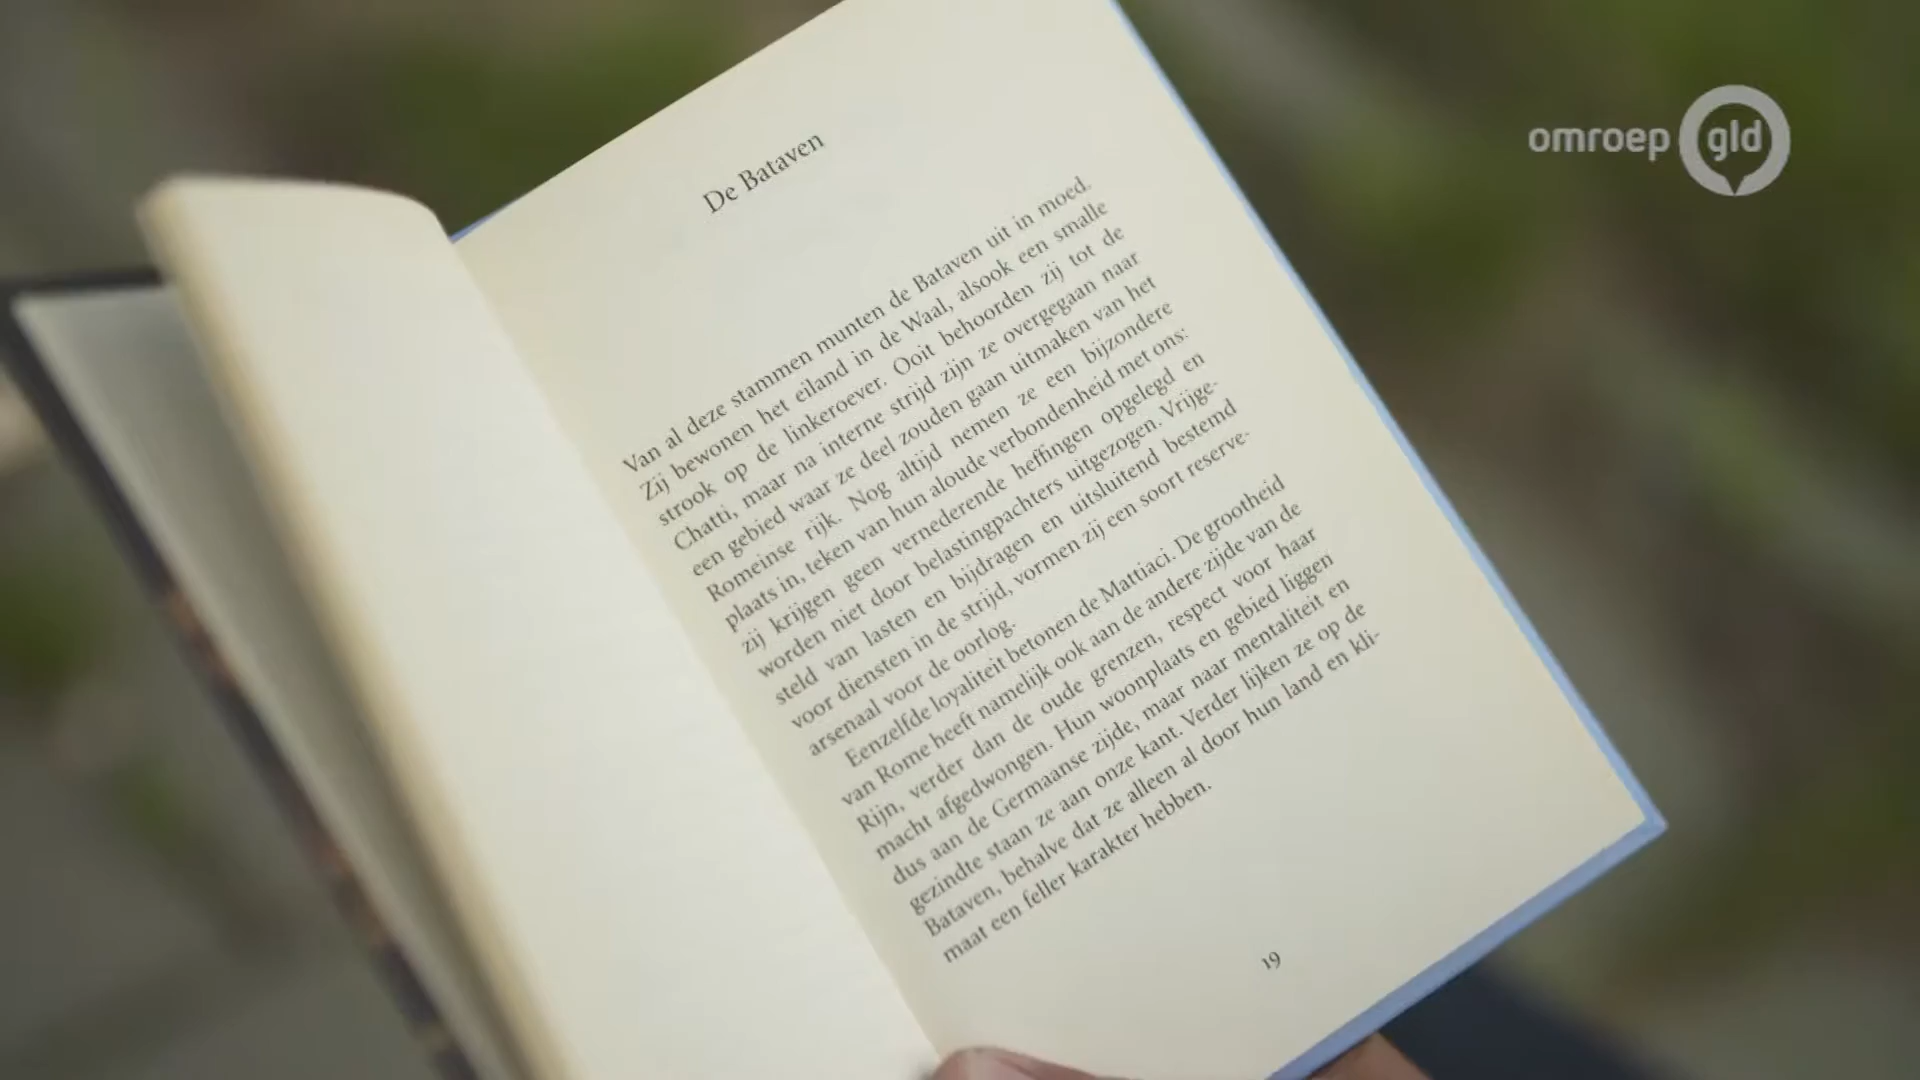 omroep gld
De Bataven
Van al deze stammen munten de Bataven uit in moed.
Zij bewonen het eiland in de Waal, alsook een smalle
strook op de linkeroever. Ooit behoorden zij tot de
Chatti, maar na interne strijd zijn ze overgegaan naar
een gebied waar ze deel zouden gaan uitmaken van het
Romeinse rijk. Nog altijd nemen ze een bijzondere
plaats in, teken van hun aloude verbondenheid met ons:
zij krijgen geen vernederende heffingen opgelegd en
worden niet door belastingpachters uitgezogen. Vrijge-
steld van lasten en bijdragen en uitsluitend bestemd
voor diensten in de strijd, vormen zij een soort reserve-
arsenaal voor de oorlog.
Eenzelfde loyaliteit betonen de Mattiaci. De grootheid
van Rome heeft namelijk ook aan de andere zijde van de
Rijn, verder dan de oude grenzen, respect voor haar
macht afgedwongen. Hun woonplaats en gebied liggen
dus aan de Germaanse zijde, maar naar mentaliteit en
gezindte staan ze aan onze kant. Verder lijken ze op de
Bataven, behalve dat ze alleen al door hun land en kli-
maat een feller karakter hebben.
19